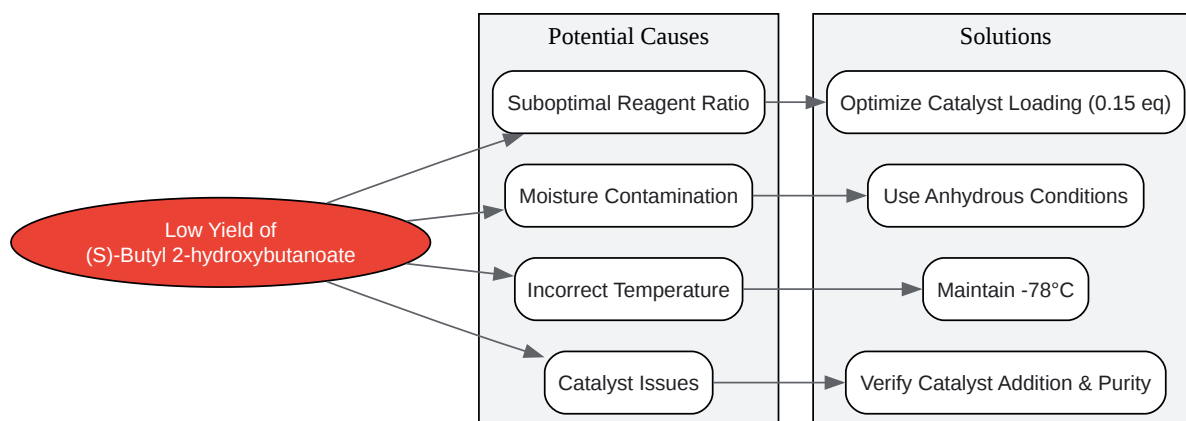 Potential Causes
Solutions
Suboptimal Reagent Ratio
Optimize Catalyst Loading (0.15 eq)
Moisture Contamination
Use Anhydrous Conditions
Low Yield of
(S)-Butyl 2-hydroxybutanoate
Incorrect Temperature
Maintain -78°C
Catalyst Issues
Verify Catalyst Addition & Purity